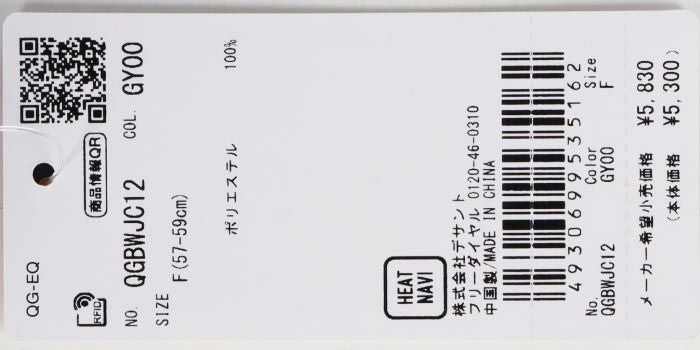 QG-EQ
RFID
商品情報QR
NO. QGBWJC12 COL. GY00
SIZE F(57-59cm)
ポリエステル 100%
HEAT
NAVI
株式会社デサント
フリーダイヤル 0120-46-0310
中国製/MADE IN CHINA
4930699535162
No. Color Size
QGBWJC12 GY00 F
メーカー希望小売価格 ¥5,830
(本体価格 ¥5,300)